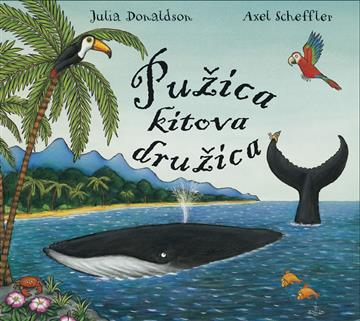 Julia Donaldson Axel Scheffler
Pužica
kitova
družica